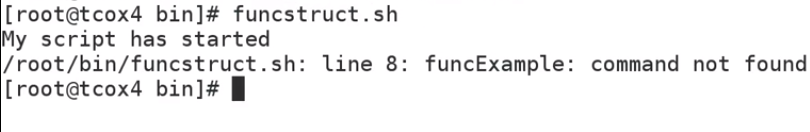 [root@tcox4 bin]# funcstruct.sh
My script has started
/root/bin/funcstruct.sh: line 8: funcExample: command not found
[root@tcox4 bin]#